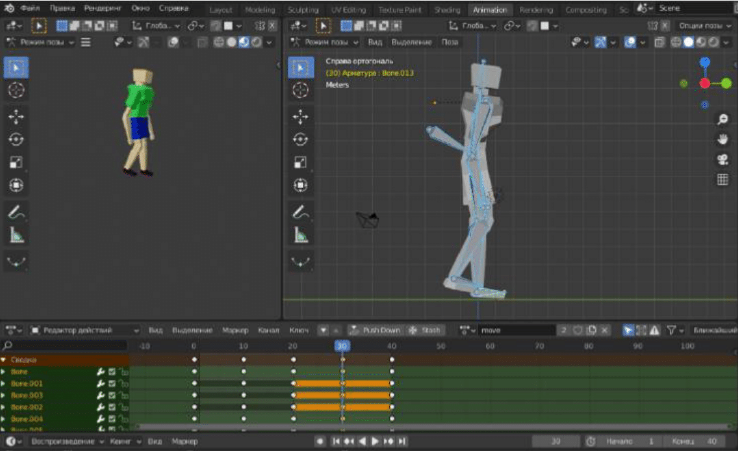 Файл Правка Рендеринг Окно Справка Layout Modeling Sculpting UV Editing Texture Paint Shading Animation Rendering Compositing Sc Scene
Глоба... Глоба... Опции позы
Режим позы Режим позы Вид Выделение Поза
Справа ортогональ
(30) Арматура : Bone.013
Meters
Редактор действий Вид Выделение Маркер Канал Ключ Push Down Stash move 2 Ближайший
-10 0 10 20 30 40 50 60 70 80 90 100
Сводка
Bone
Bone.001
Bone.003
Bone.002
Bone.004
Воспроизведение Кеинг Вид Маркер 30 Начало 1 Конец 40